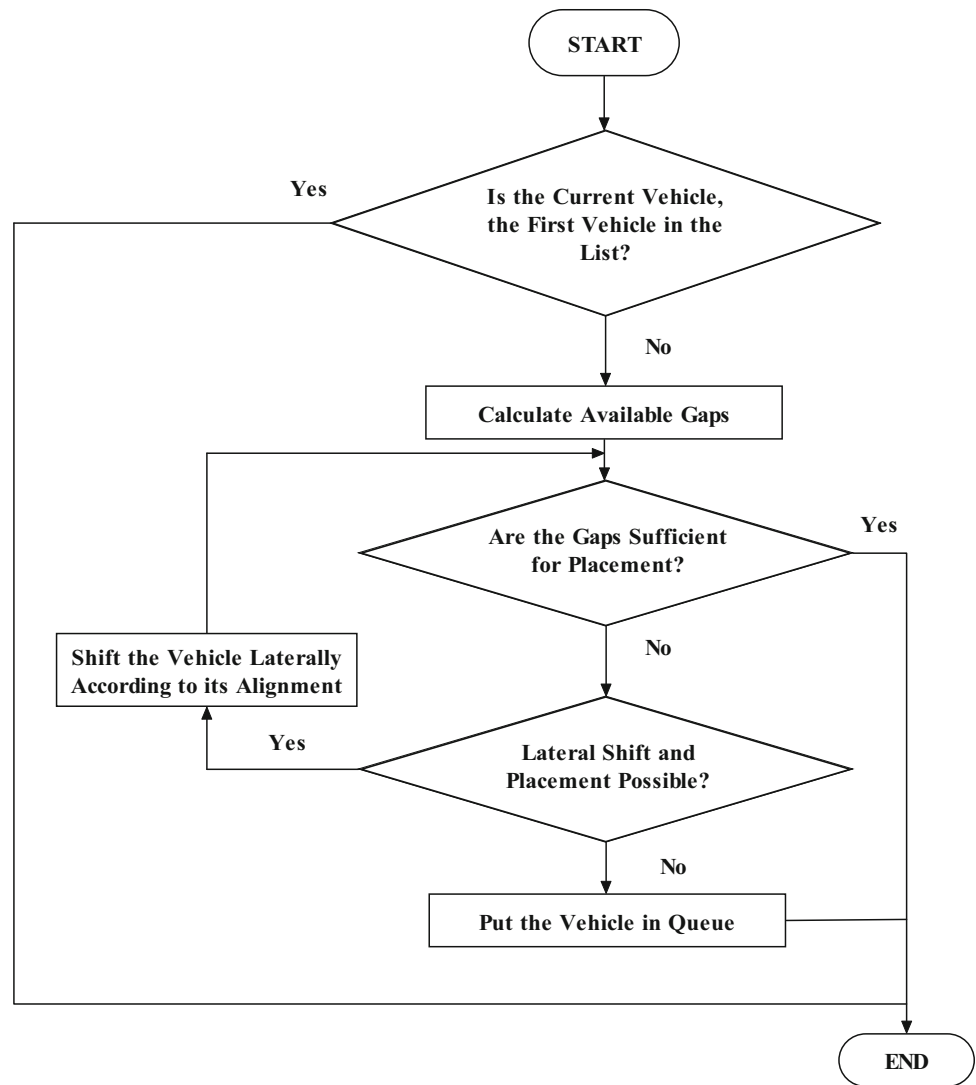 START
Yes
Is the Current Vehicle,
the First Vehicle in the
List?
No
Calculate Available Gaps
Are the Gaps Sufficient
for Placement?
Yes
No
Shift the Vehicle Laterally
According to its Alignment
Yes
Lateral Shift and
Placement Possible?
No
Put the Vehicle in Queue
END